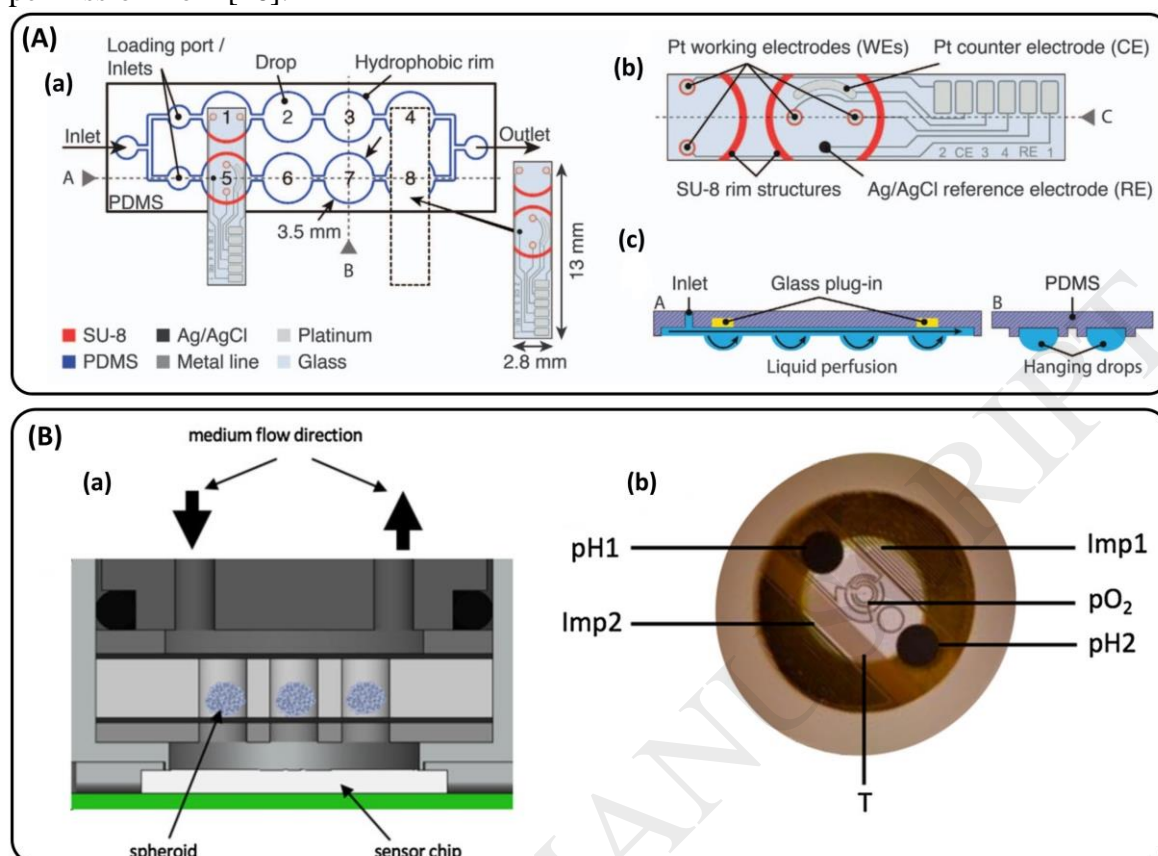 (A)
(a)
Loading port /
Inlets
Drop
Hydrophobic rim
Inlet
Outlet
1
2
3
4
5
6
7
8
A
PDMS
3.5 mm
B
13 mm
2.8 mm
SU-8
Ag/AgCl
Platinum
PDMS
Metal line
Glass
(b)
Pt working electrodes (WEs)
Pt counter electrode (CE)
C
2 CE 3 4 RE 1
SU-8 rim structures
Ag/AgCl reference electrode (RE)
(c)
A
Inlet
Glass plug-in
B
PDMS
Liquid perfusion
Hanging drops
(B)
medium flow direction
(a)
spheroid
sensor chip
(b)
pH1
Imp1
Imp2
pO₂
pH2
T